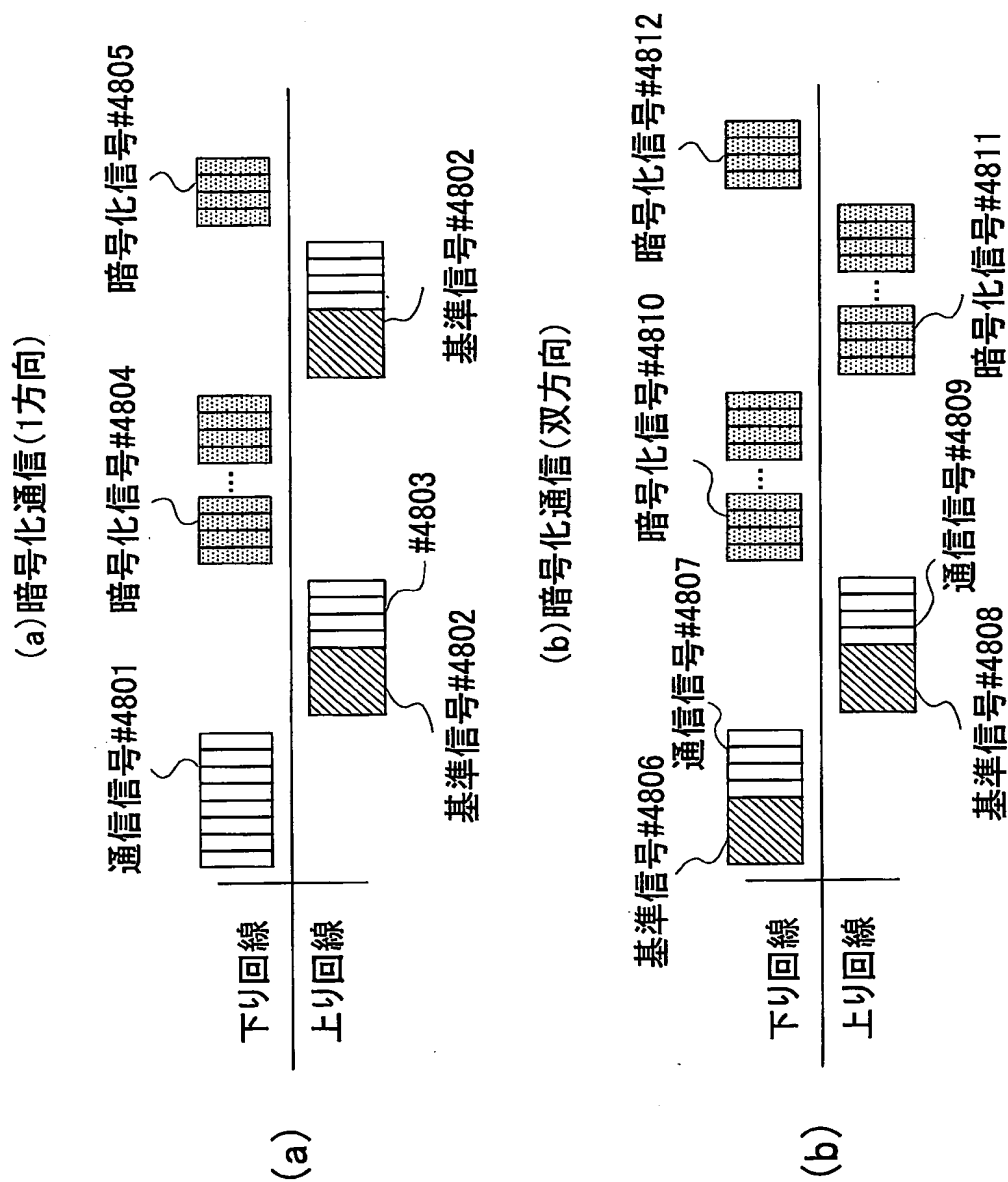 (a)暗号化通信(1方向)
(a)
下り回線
上り回線
通信信号#4801
暗号化信号#4804
暗号化信号#4805
基準信号#4802
#4803
基準信号#4802
…
(b)暗号化通信(双方向)
(b)
下り回線
上り回線
基準信号#4806
通信信号#4807
暗号化信号#4810
暗号化信号#4812
…
基準信号#4808
通信信号#4809
暗号化信号#4811
…